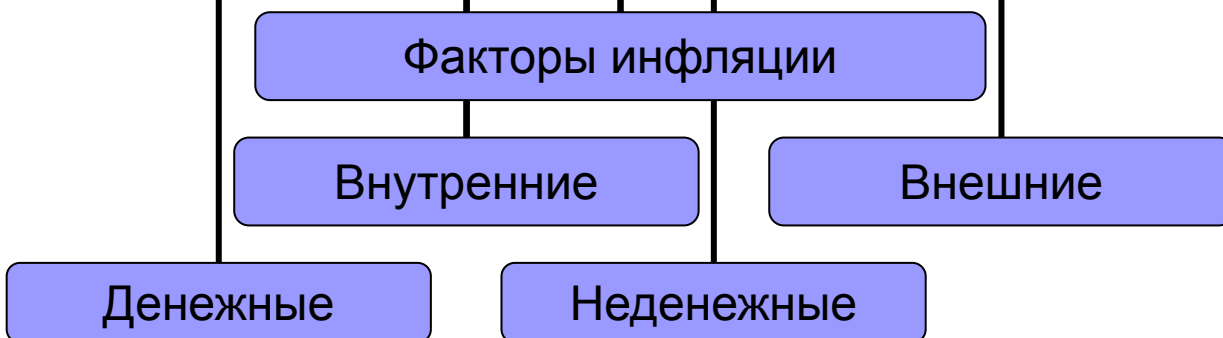 Факторы инфляции
Внутренние
Внешние
Денежные
Неденежные